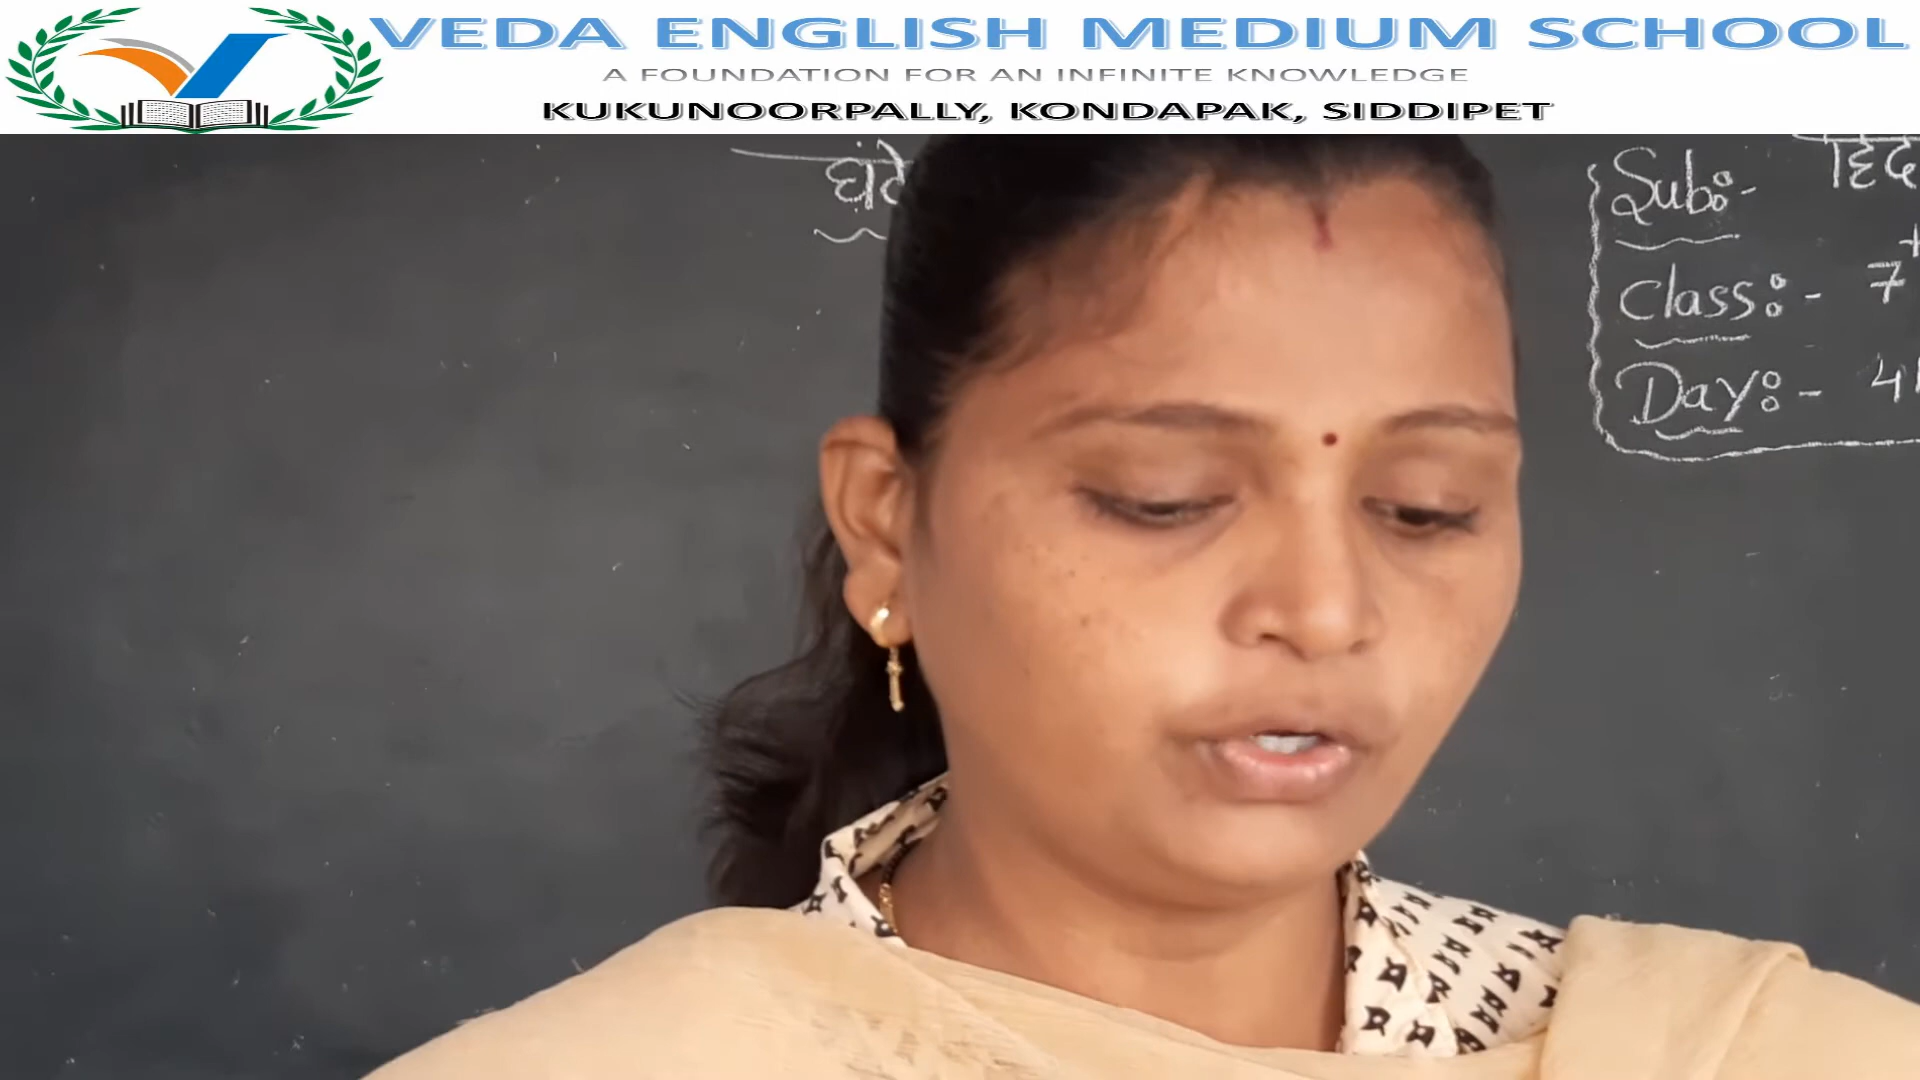 VEDA ENGLISH MEDIUM SCHOOL
A FOUNDATION FOR AN INFINITE KNOWLEDGE
KUKUNOORPALLY, KONDAPAK, SIDDIPET
Sub:-
Class:- 7
Day:- 4